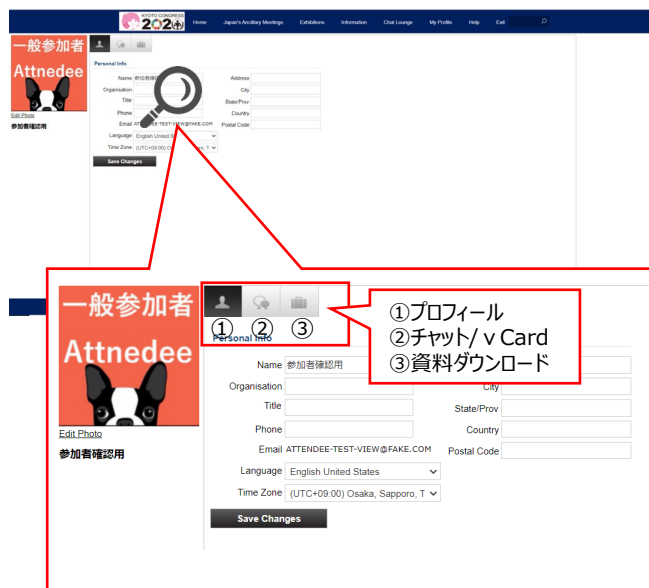 KYOTO CONGRESS
2020
Home Japan's Ancillary Meetings Exhibitions Information Chat Lounge My Profile Help Exit
一般参加者
Attnedee
Edit Photo
参加者確認用
Personal Info
Name 参加者確認用
Organisation
Title
Phone
Email ATTENDEE-TEST-VIEW@FAKE.COM
Language English United States
Time Zone (UTC+09:00) Osaka, Sapporo, T
Save Changes
Address
City
State/Prov
Country
Postal Code
一般参加者
Attnedee
Edit Photo
参加者確認用
① ② ③
①プロフィール
②チャット/ v Card
③資料ダウンロード
Personal Info
Name 参加者確認用
Organisation
Title
Phone
Email ATTENDEE-TEST-VIEW@FAKE.COM
Language English United States
Time Zone (UTC+09:00) Osaka, Sapporo, T
Save Changes
City
State/Prov
Country
Postal Code